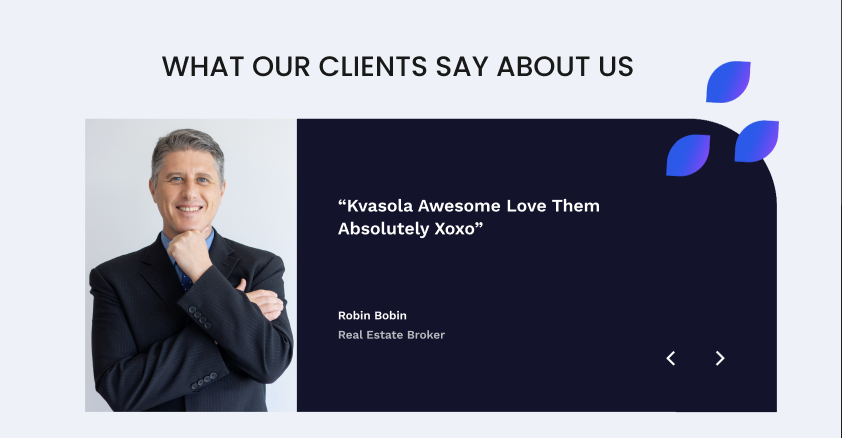 WHAT OUR CLIENTS SAY ABOUT US
“Kvasola Awesome Love Them
Absolutely Xoxo”
Robin Bobin
Real Estate Broker